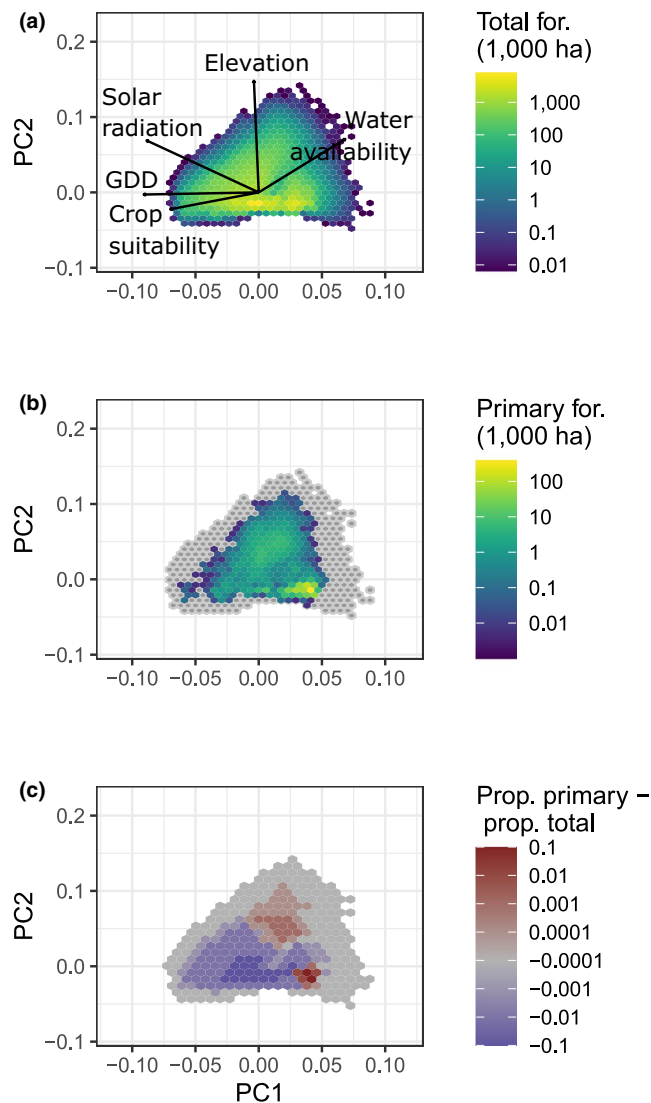 (a)
0.2
0.1
0.0
−0.1
PC2
Elevation
Solar
radiation
Water
availability
GDD
Crop
suitability
−0.10 −0.05 0.00 0.05 0.10
Total for.
(1,000 ha)
1,000
100
10
1
0.1
0.01
(b)
0.2
0.1
0.0
−0.1
PC2
−0.10 −0.05 0.00 0.05 0.10
Primary for.
(1,000 ha)
100
10
1
0.1
0.01
(c)
0.2
0.1
0.0
−0.1
PC2
−0.10 −0.05 0.00 0.05 0.10
PC1
Prop. primary −
prop. total
0.1
0.01
0.001
0.0001
−0.0001
−0.001
−0.01
−0.1